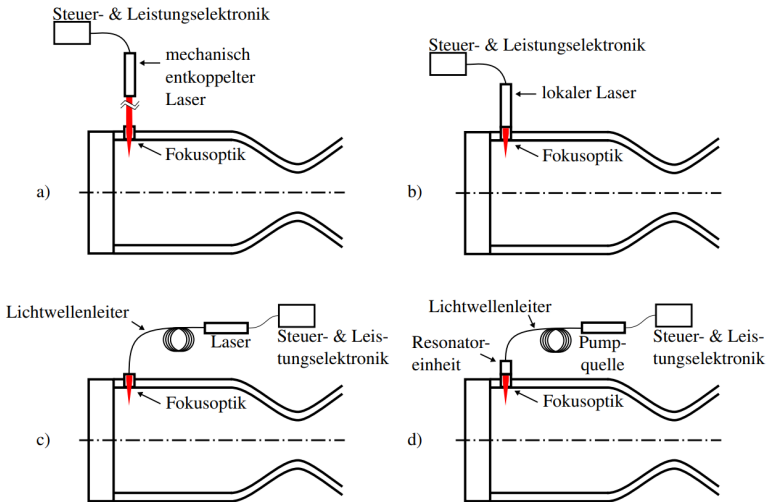 Steuer- & Leistungselektronik
mechanisch
entkoppelter
Laser
Fokusoptik
a)
Steuer- & Leistungselektronik
lokaler Laser
Fokusoptik
b)
Lichtwellenleiter
Laser
Steuer- & Leis-
tungselektronik
Fokusoptik
c)
Lichtwellenleiter
Resonator-
einheit
Pump-
quelle
Steuer- & Leis-
tungselektronik
Fokusoptik
d)